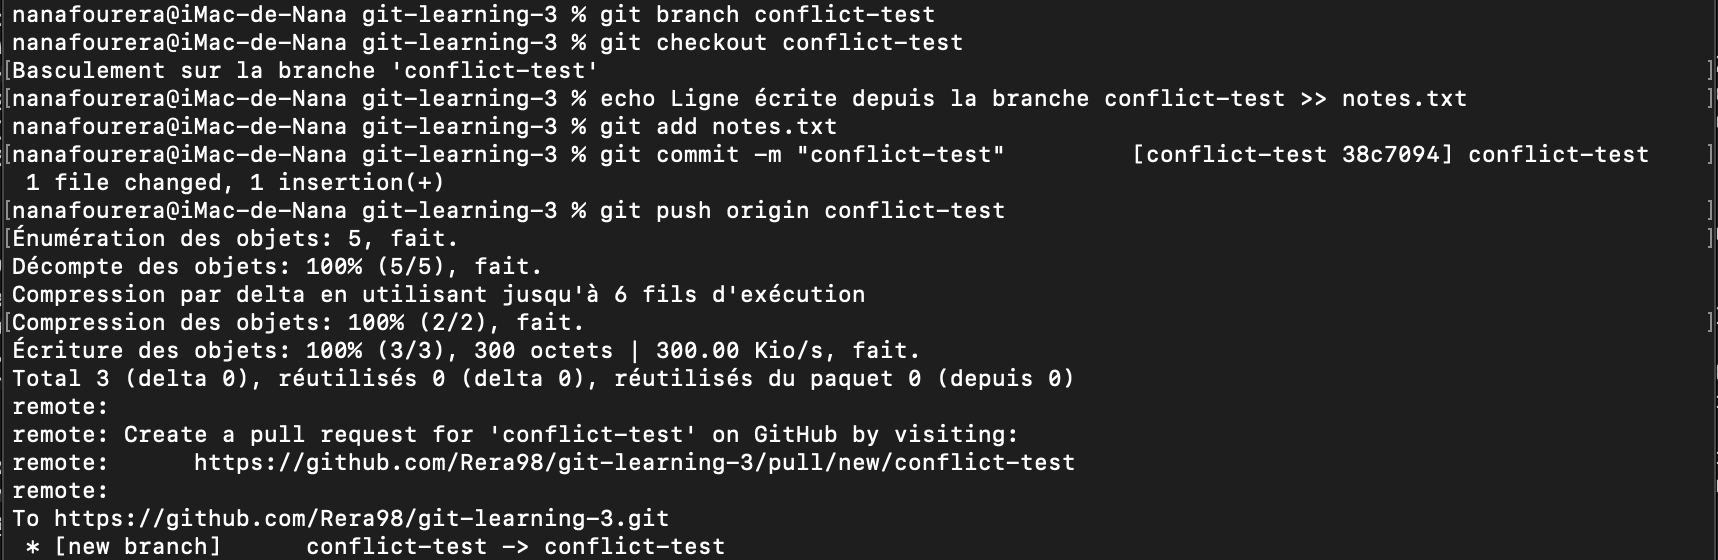 nanafourera@iMac-de-Nana git-learning-3 % git branch conflict-test
nanafourera@iMac-de-Nana git-learning-3 % git checkout conflict-test
[Basculement sur la branche 'conflict-test' ]
[nanafourera@iMac-de-Nana git-learning-3 % echo Ligne écrite depuis la branche conflict-test >> notes.txt ]
nanafourera@iMac-de-Nana git-learning-3 % git add notes.txt
[nanafourera@iMac-de-Nana git-learning-3 % git commit -m "conflict-test" [conflict-test 38c7094] conflict-test ]
1 file changed, 1 insertion(+)
[nanafourera@iMac-de-Nana git-learning-3 % git push origin conflict-test ]
[Énumération des objets: 5, fait. ]
Décompte des objets: 100% (5/5), fait.
Compression par delta en utilisant jusqu'à 6 fils d'exécution
[Compression des objets: 100% (2/2), fait. ]
Écriture des objets: 100% (3/3), 300 octets | 300.00 Kio/s, fait.
Total 3 (delta 0), réutilisés 0 (delta 0), réutilisés du paquet 0 (depuis 0)
remote:
remote: Create a pull request for 'conflict-test' on GitHub by visiting:
remote:      https://github.com/Rera98/git-learning-3/pull/new/conflict-test
remote:
To https://github.com/Rera98/git-learning-3.git
 * [new branch]      conflict-test -> conflict-test